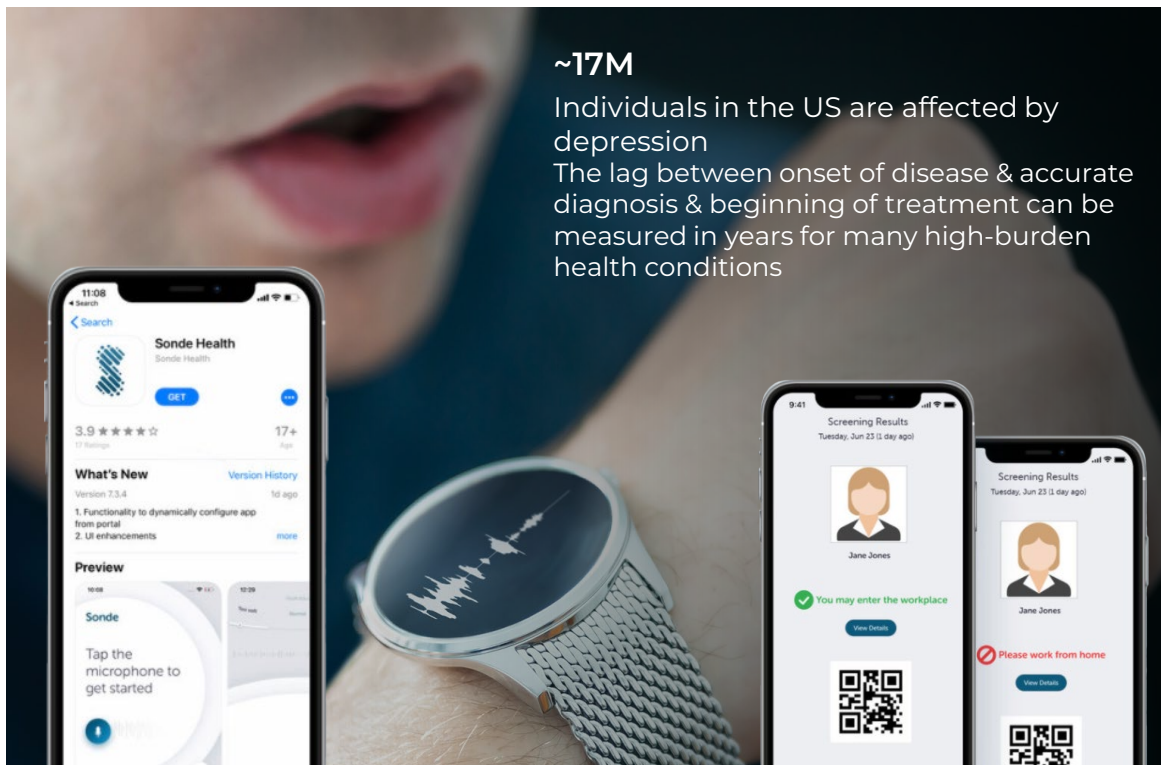 ~17M
Individuals in the US are affected by
depression
The lag between onset of disease & accurate
diagnosis & beginning of treatment can be
measured in years for many high-burden
health conditions
11:08
Search
Search
Sonde Health
Sonde Health
GET
3.9 ★★★★☆
17+
17 Ratings
Age
What's New
Version History
Version 7.3.4
1d ago
1. Functionality to dynamically configure app
from portal
2. UI enhancements
more
Preview
10:08
12:29
Sonde
Tap the
microphone to
get started
9:41
Screening Results
Tuesday, Jun 23 (1 day ago)
Jane Jones
You may enter the workplace
View Details
Screening Results
Tuesday, Jun 23 (1 day ago)
Jane Jones
Please work from home
View Details